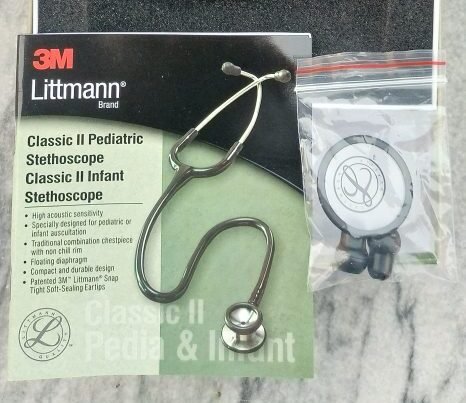 3M
Littmann®
Brand
Classic II Pediatric
Stethoscope
Classic II Infant
Stethoscope
• High acoustic sensitivity
• Specially designed for pediatric or
infant auscultation
• Traditional combination chestpiece
with non chill rim
• Floating diaphragm
• Compact and durable design
• Patented 3M™ Littmann® Snap
Tight Soft-Sealing Eartips
LITTMANN
L
QUALITY
Classic II
Pedia & Infant
L